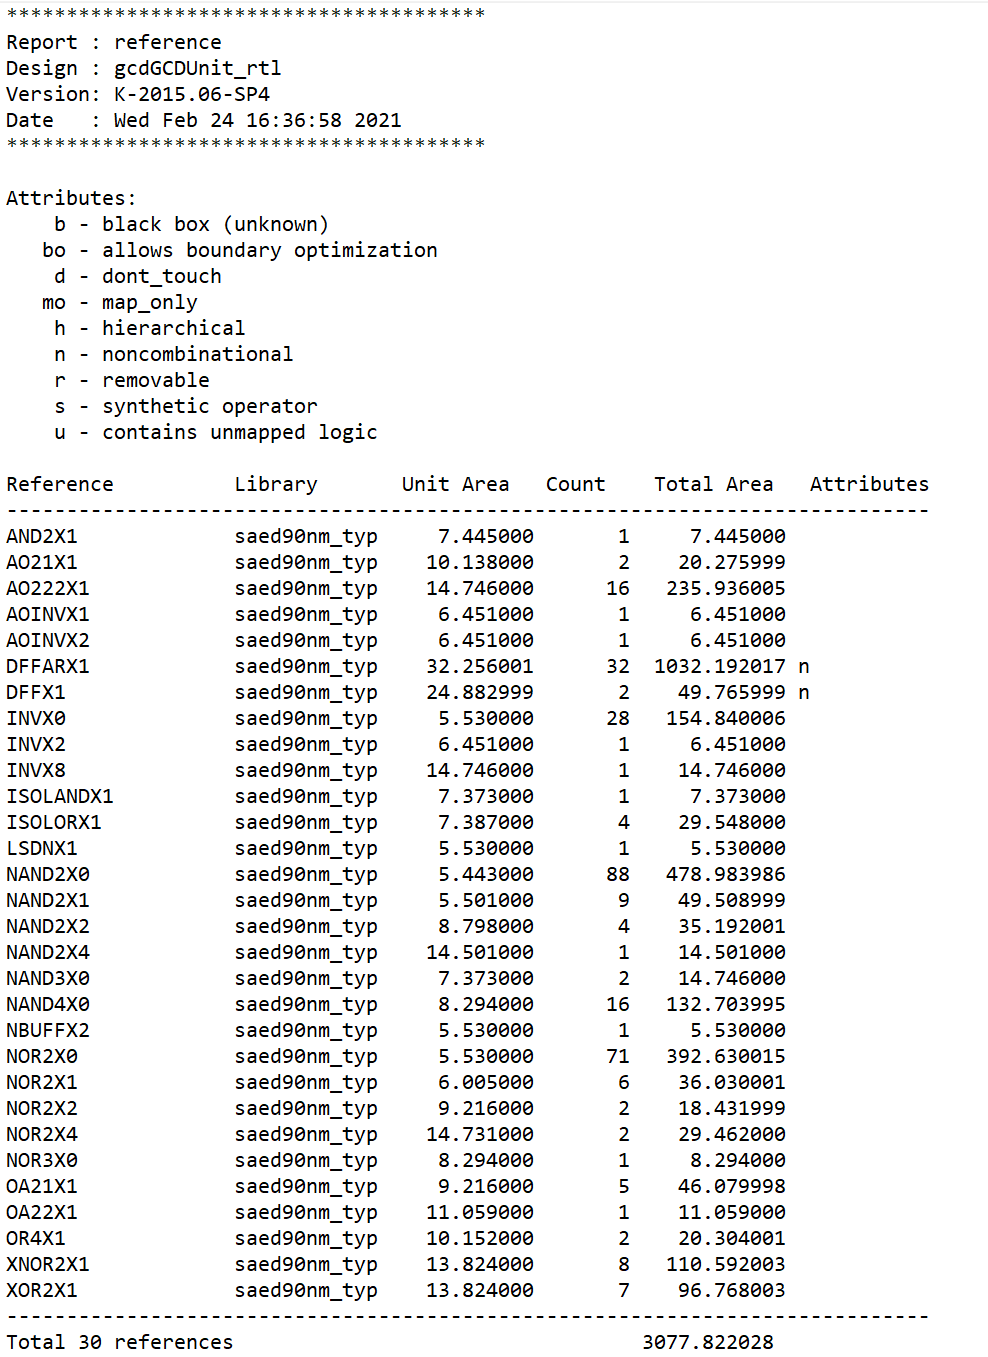 ****************************************
Report : reference
Design : gcdGCDUnit_rtl
Version: K-2015.06-SP4
Date   : Wed Feb 24 16:36:58 2021
****************************************

Attributes:
    b - black box (unknown)
   bo - allows boundary optimization
    d - dont_touch
   mo - map_only
    h - hierarchical
    n - noncombinational
    r - removable
    s - synthetic operator
    u - contains unmapped logic

Reference          Library       Unit Area   Count    Total Area   Attributes
-----------------------------------------------------------------------------
AND2X1             saed90nm_typ     7.445000       1     7.445000
AO21X1             saed90nm_typ    10.138000       2    20.275999
AO222X1            saed90nm_typ    14.746000      16   235.936005
AOINVX1            saed90nm_typ     6.451000       1     6.451000
AOINVX2            saed90nm_typ     6.451000       1     6.451000
DFFARX1            saed90nm_typ    32.256001      32  1032.192017 n
DFFX1              saed90nm_typ    24.882999       2    49.765999 n
INVX0              saed90nm_typ     5.530000      28   154.840006
INVX2              saed90nm_typ     6.451000       1     6.451000
INVX8              saed90nm_typ    14.746000       1    14.746000
ISOLANDX1          saed90nm_typ     7.373000       1     7.373000
ISOLORX1           saed90nm_typ     7.387000       4    29.548000
LSDNX1             saed90nm_typ     5.530000       1     5.530000
NAND2X0            saed90nm_typ     5.443000      88   478.983986
NAND2X1            saed90nm_typ     5.501000       9    49.508999
NAND2X2            saed90nm_typ     8.798000       4    35.192001
NAND2X4            saed90nm_typ    14.501000       1    14.501000
NAND3X0            saed90nm_typ     7.373000       2    14.746000
NAND4X0            saed90nm_typ     8.294000      16   132.703995
NBUFFX2            saed90nm_typ     5.530000       1     5.530000
NOR2X0             saed90nm_typ     5.530000      71   392.630015
NOR2X1             saed90nm_typ     6.005000       6    36.030001
NOR2X2             saed90nm_typ     9.216000       2    18.431999
NOR2X4             saed90nm_typ    14.731000       2    29.462000
NOR3X0             saed90nm_typ     8.294000       1     8.294000
OA21X1             saed90nm_typ     9.216000       5    46.079998
OA22X1             saed90nm_typ    11.059000       1    11.059000
OR4X1              saed90nm_typ    10.152000       2    20.304001
XNOR2X1            saed90nm_typ    13.824000       8   110.592003
XOR2X1             saed90nm_typ    13.824000       7    96.768003
-----------------------------------------------------------------------------
Total 30 references                                  3077.822028